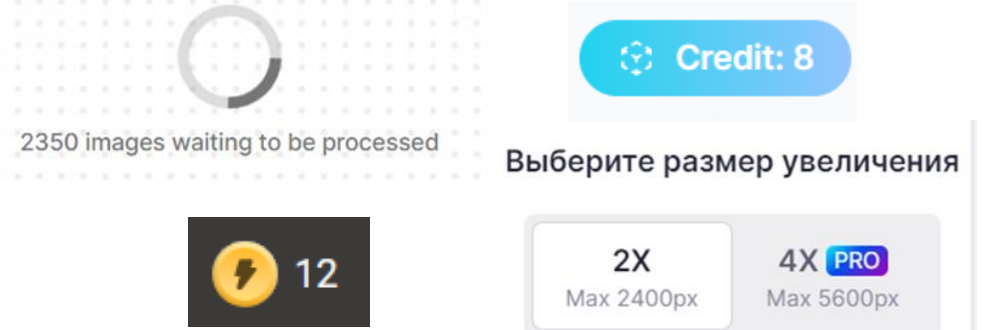 2350 images waiting to be processed
Credit: 8
Выберите размер увеличения
2X
Max 2400px
4X PRO
Max 5600px
12